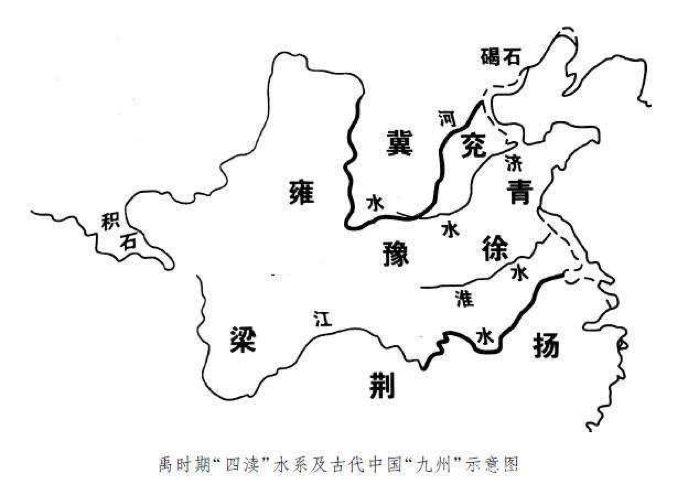 碣石
河
冀
兖
济
雍
青
水
积石
水
豫
徐
水
淮
江
水
梁
扬
荆
禹时期“四渎”水系及古代中国“九州”示意图